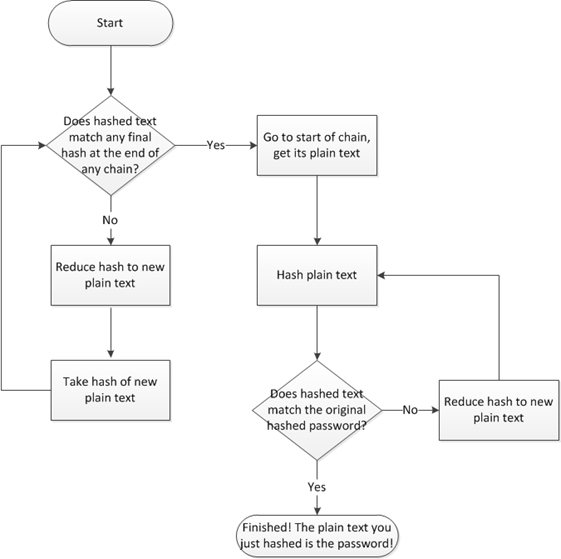 Start
Does hashed text
match any final
hash at the end of
any chain?
Yes
Go to start of chain,
get its plain text
No
Reduce hash to new
plain text
Hash plain text
Take hash of new
plain text
Does hashed text
match the original
hashed password?
No
Reduce hash to new
plain text
Yes
Finished! The plain text you
just hashed is the password!